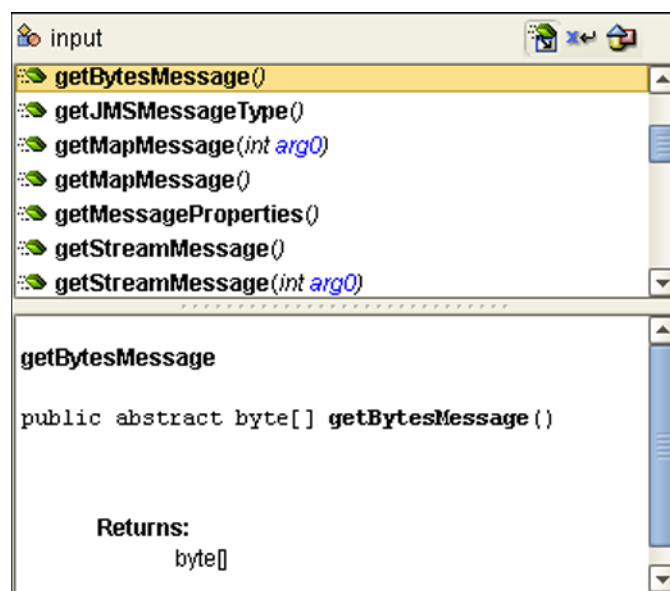 input
getBytesMessage()
getJMSMessageType()
getMapMessage(int arg0)
getMapMessage()
getMessageProperties()
getStreamMessage()
getStreamMessage(int arg0)
getBytesMessage
public abstract byte[] getBytesMessage()
Returns:
byte[]